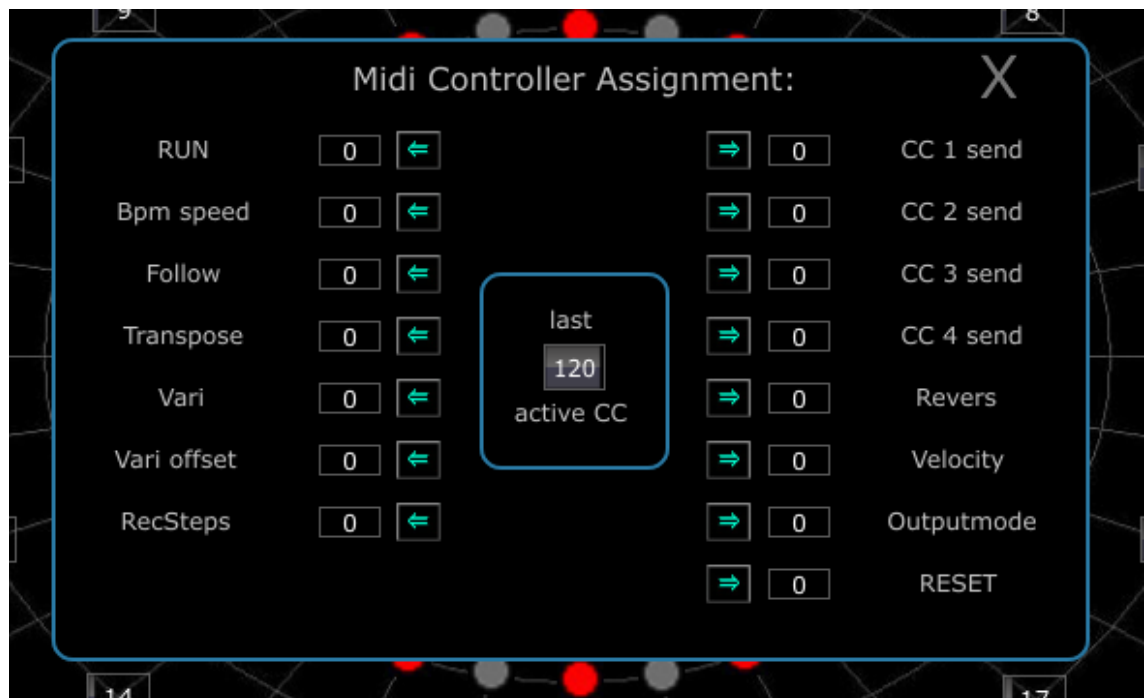 9
8
Midi Controller Assignment:
X
RUN 0 ⇐ ⇒ 0 CC 1 send
Bpm speed 0 ⇐ ⇒ 0 CC 2 send
Follow 0 ⇐ ⇒ 0 CC 3 send
last
Transpose 0 ⇐ ⇒ 0 CC 4 send
120
Vari 0 ⇐ ⇒ 0 Revers
active CC
Vari offset 0 ⇐ ⇒ 0 Velocity
RecSteps 0 ⇐ ⇒ 0 Outputmode
⇒ 0 RESET
14
17